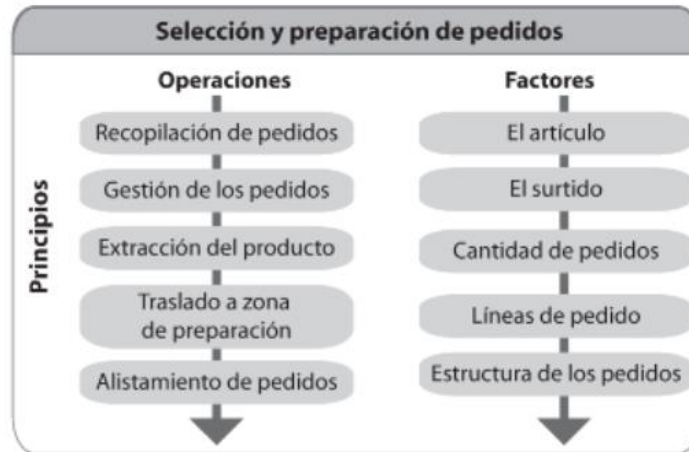 Selección y preparación de pedidos
Principios
Operaciones
Recopilación de pedidos
Gestión de los pedidos
Extracción del producto
Traslado a zona
de preparación
Alistamiento de pedidos
Factores
El artículo
El surtido
Cantidad de pedidos
Líneas de pedido
Estructura de los pedidos